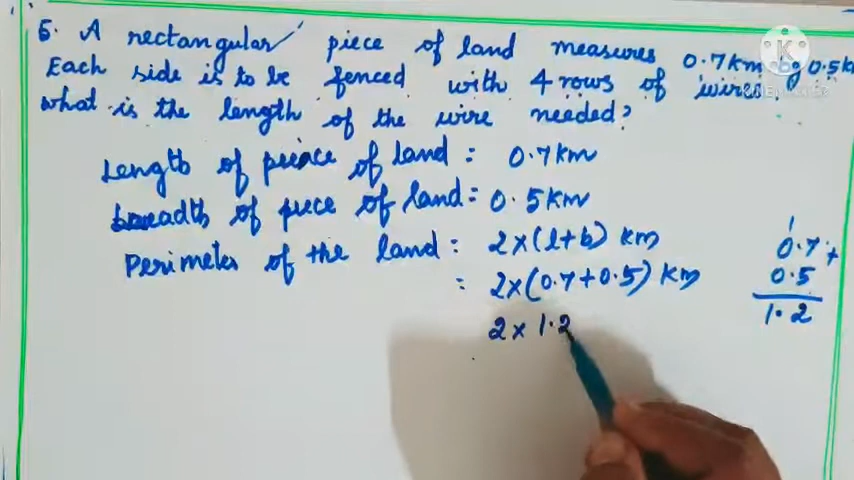 5. A rectangular piece of land measures 0.7km by 0.5k
Each side is to be fenced with 4 rows of wires.
what is the length of the wire needed?
Length of piece of land : 0.7km
breadth of piece of land = 0.5km
Perimeter of the land : 2×(l+b) km
: 2×(0.7+0.5) km
2 × 1.2
1
0.7+
0.5
1.2
K